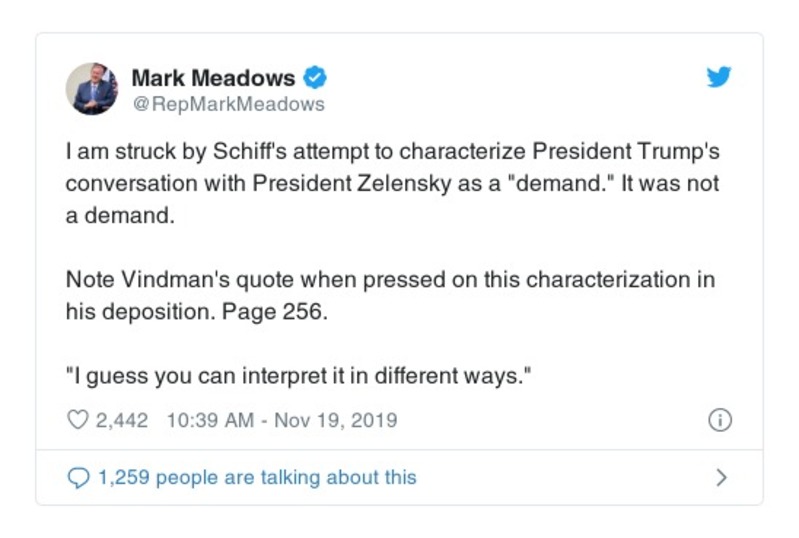 Mark Meadows
@RepMarkMeadows
I am struck by Schiff's attempt to characterize President Trump's
conversation with President Zelensky as a "demand." It was not
a demand.
Note Vindman's quote when pressed on this characterization in
his deposition. Page 256.
"I guess you can interpret it in different ways."
2,442 10:39 AM - Nov 19, 2019
1,259 people are talking about this